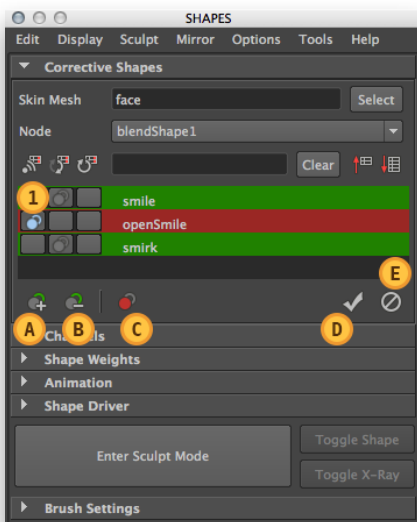 SHAPES
Edit Display Sculpt Mirror Options Tools Help
Corrective Shapes
Skin Mesh face Select
Node blendShape1
Clear
1 smile
openSmile
smirk
E
A B C D
Channels
Shape Weights
Animation
Shape Driver
Enter Sculpt Mode
Toggle Shape
Toggle X-Ray
Brush Settings